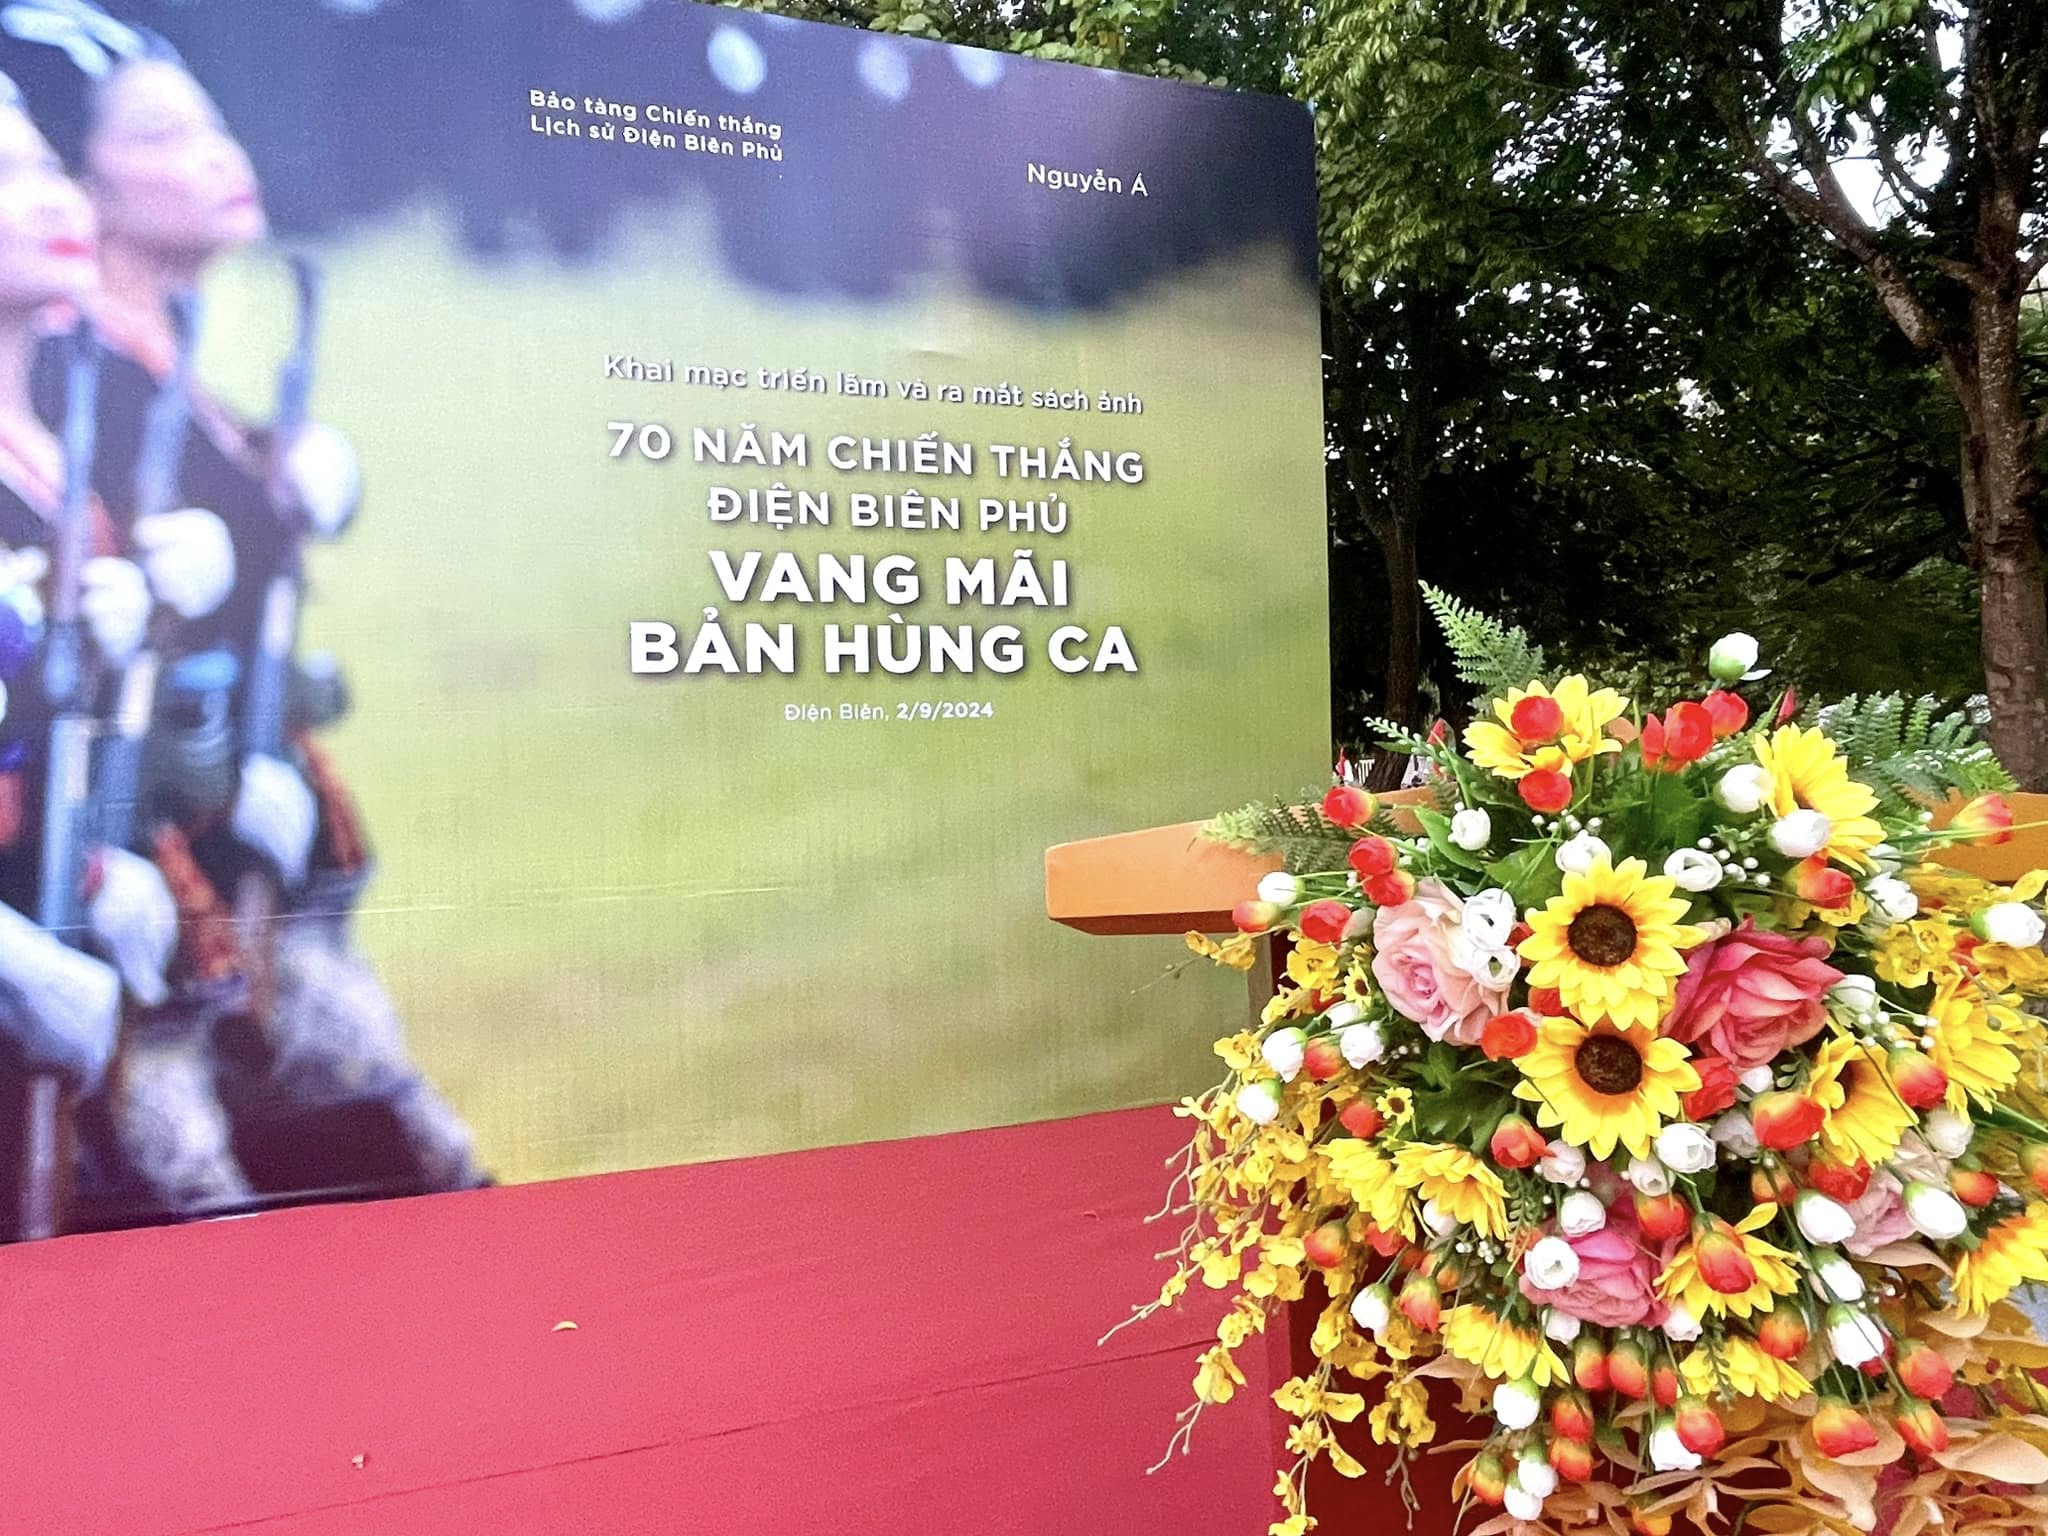 Bảo tàng Chiến thắng
Lịch sử Điện Biên Phủ
Nguyễn Á
Khai mạc triển lãm và ra mắt sách ảnh
70 NĂM CHIẾN THẮNG
ĐIỆN BIÊN PHỦ
VANG MÃI
BẢN HÙNG CA
Điện Biên, 2/9/2024